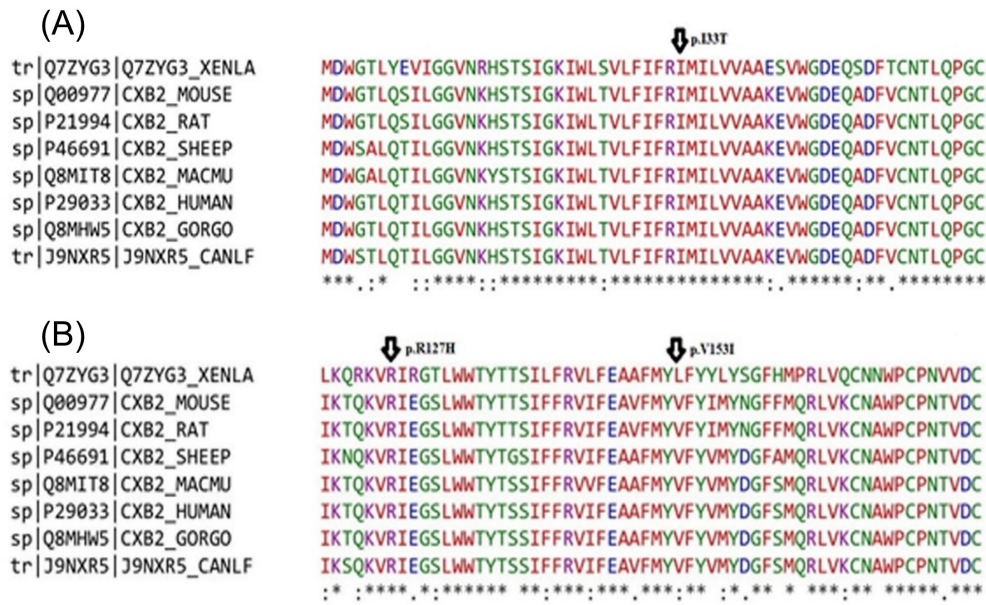 (A)
p.I33T
tr|Q7ZYG3|Q7ZYG3_XENLA MDWGTLYEVIGGVNRHSTSIGKIWLSVLFIFRIMILVVAAESVWGDEQSDFTCNTLQPGC
sp|Q00977|CXB2_MOUSE MDWGTLQSILGGVNKHSTSIGKIWLTVLFIFRIMILVVAAKEVWGDEQADFVCNTLQPGC
sp|P21994|CXB2_RAT MDWGTLQSILGGVNKHSTSIGKIWLTVLFIFRIMILVVAAKEVWGDEQADFVCNTLQPGC
sp|P46691|CXB2_SHEEP MDWSALQTILGGVNKHSTSIGKIWLTVLFIFRIMILVVAAKEVWGDEQADFVCNTLQPGC
sp|Q8MIT8|CXB2_MACMU MDWGALQTILGGVNKYSTSIGKIWLTVLFIFRIMILVVAAKEVWGDEQADFVCNTLQPGC
sp|P29033|CXB2_HUMAN MDWGTLQTILGGVNKHSTSIGKIWLTVLFIFRIMILVVAAKEVWGDEQADFVCNTLQPGC
sp|Q8MHW5|CXB2_GORGO MDWGTLQTILGGVNKHSTSIGKIWLTVLFIFRIMILVVAAKEVWGDEQADFVCNTLQPGC
tr|J9NXR5|J9NXR5_CANLF MDWSTLQTILGGVNKHSTSIGKIWLTVLFIFRIMILVVAAKEVWGDEQADFVCNTLQPGC
***.:*  ::****::*********:**************:.******:**.********
(B)
p.R127H p.V153I
tr|Q7ZYG3|Q7ZYG3_XENLA LKQRKVRIRGTLWWTYTTSILFRVLFEAAFMYLFYYLYSGFHMPRLVQCNNWPCPNVVDC
sp|Q00977|CXB2_MOUSE IKTQKVRIEGSLWWTYTTSIFFRVIFEAVFMYVFYIMYNGFFMQRLVKCNAWPCPNTVDC
sp|P21994|CXB2_RAT IKTQKVRIEGSLWWTYTTSIFFRVIFEAVFMYVFYIMYNGFFMQRLVKCNAWPCPNTVDC
sp|P46691|CXB2_SHEEP IKNQKVRIEGSLWWTYTGSIFFRVIFEAAFMYVFYVMYDGFAMQRLVKCNAWPCPNTVDC
sp|Q8MIT8|CXB2_MACMU IKTQKVRIEGSLWWTYTSSIFFRVVFEAAFMYVFYVMYDGFSMQRLVKCNAWPCPNTVDC
sp|P29033|CXB2_HUMAN IKTQKVRIEGSLWWTYTSSIFFRVIFEAAFMYVFYVMYDGFSMQRLVKCNAWPCPNTVDC
sp|Q8MHW5|CXB2_GORGO IKTQKVRIEGSLWWTYTSSIFFRVIFEAAFMYVFYVMYDGFSMQRLVKCNAWPCPNTVDC
tr|J9NXR5|J9NXR5_CANLF IKSQKVRIEGSLWWTYTSSIFFRVIFEAAFMYVFYVMYDGFSMQRLVKCNAWPCPNTVDC
:* :****.*:****** **:***:***.***:** :*.** * ***:** *****.***